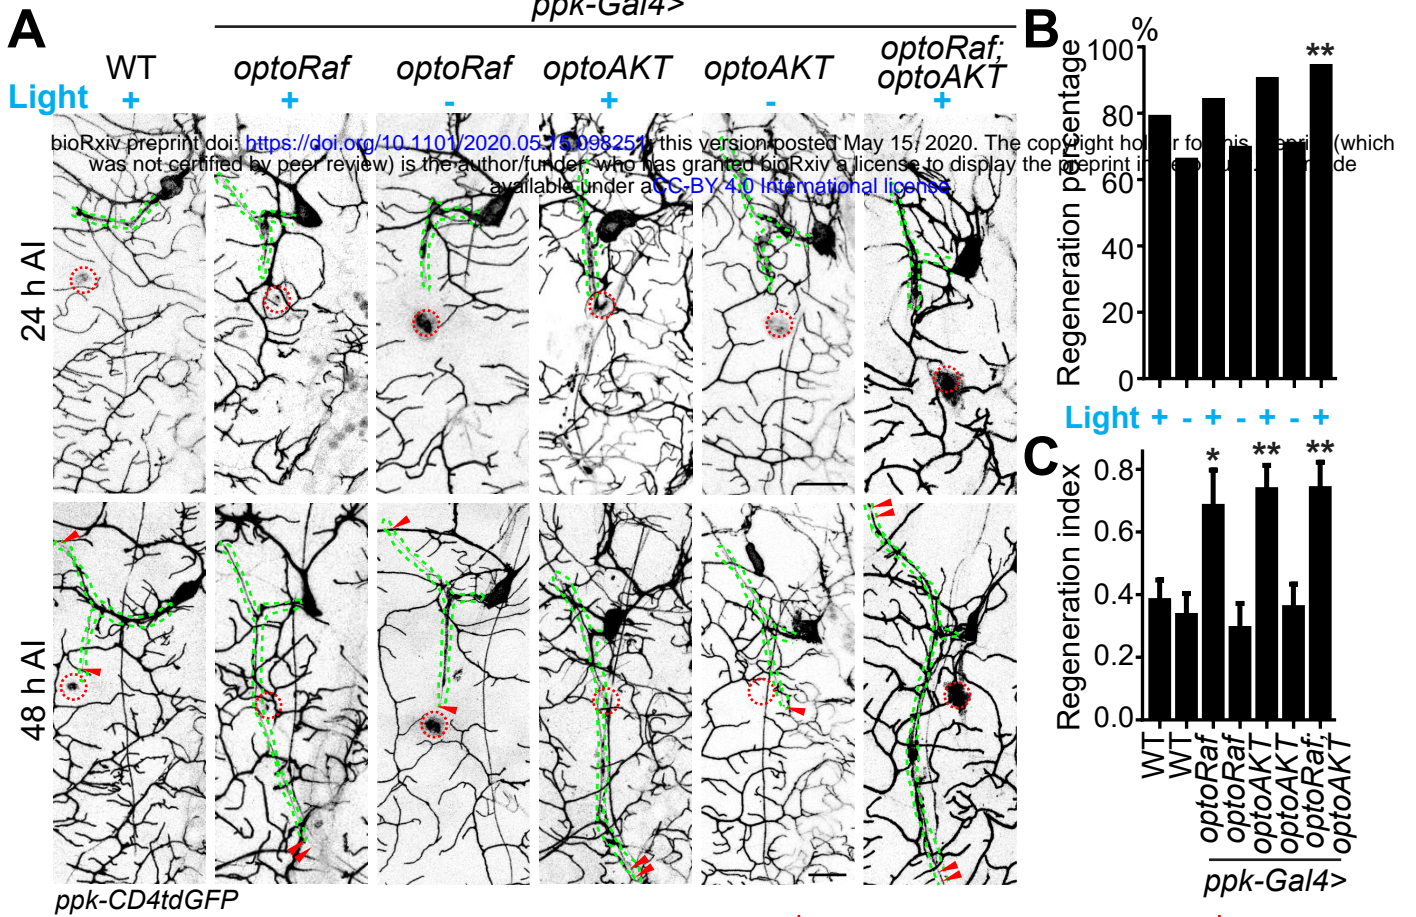 A
ppk-Gal4>
WT optoRaf optoRaf optoAKT optoAKT optoRaf;
optoAKT
Light + + - + - +
bioRxiv preprint doi: https://doi.org/10.1101/2020.05.15.098251; this version posted May 15, 2020. The copyright holder for this preprint (which
was not certified by peer review) is the author/funder, who has granted bioRxiv a license to display the preprint in
available under aCC-BY 4.0 International license.
24 h AI
48 h AI
ppk-CD4tdGFP
B
%
Regeneration percentage
100
80
60
40
20
0
**
Light + - + - + - +
C
Regeneration index
0.8
0.6
0.4
0.2
0.0
* ** **
WT
WT
optoRaf
optoRaf
optoAKT
optoAKT
optoRaf;
optoAKT
ppk-Gal4>